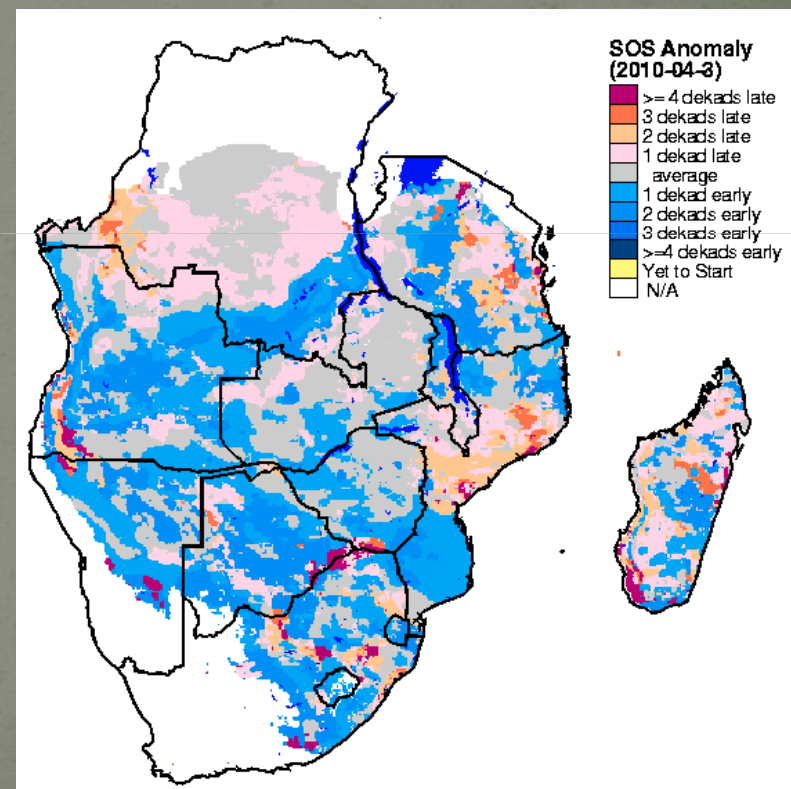 SOS Anomaly
(2010-04-3)
>= 4 dekads late
3 dekads late
2 dekads late
1 dekad late
average
1 dekad early
2 dekads early
3 dekads early
>=4 dekads early
Yet to Start
N/A